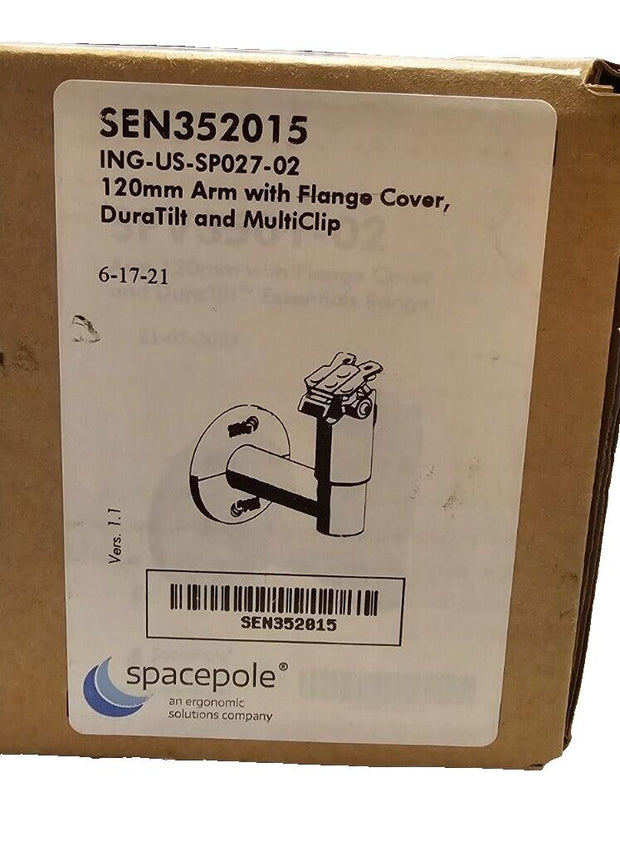 SEN352015
ING-US-SP027-02
120mm Arm with Flange Cover,
DuraTilt and MultiClip
6-17-21
Vers. 1.1
SEN352015
spacepole®
an ergonomic
solutions company